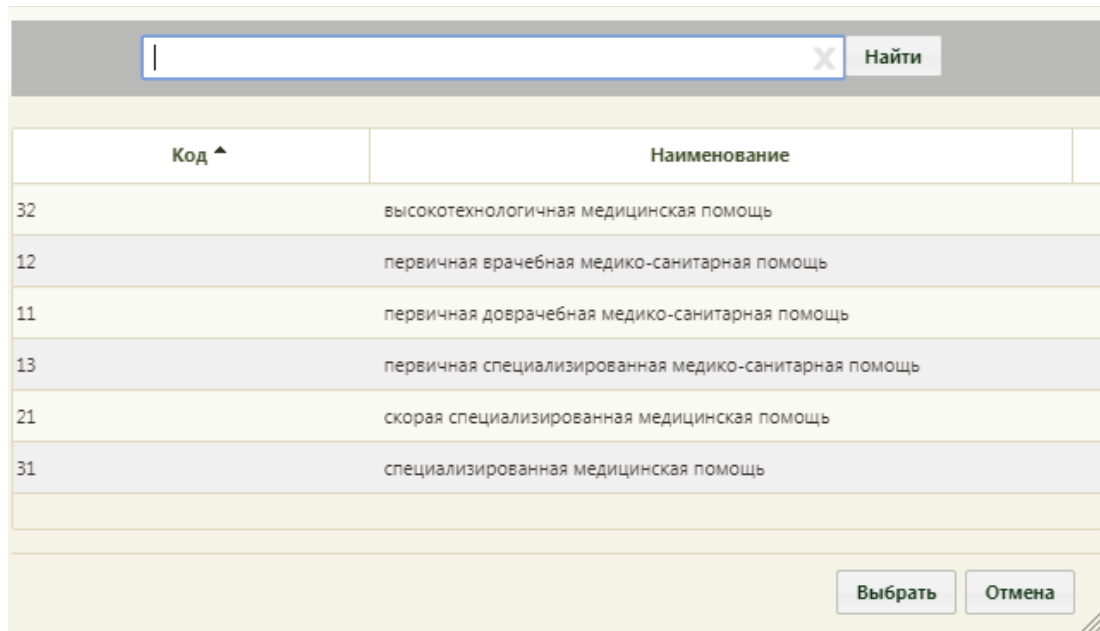 Найти
Код Наименование
32 высокотехнологичная медицинская помощь
12 первичная врачебная медико-санитарная помощь
11 первичная доврачебная медико-санитарная помощь
13 первичная специализированная медико-санитарная помощь
21 скорая специализированная медицинская помощь
31 специализированная медицинская помощь
Выбрать Отмена